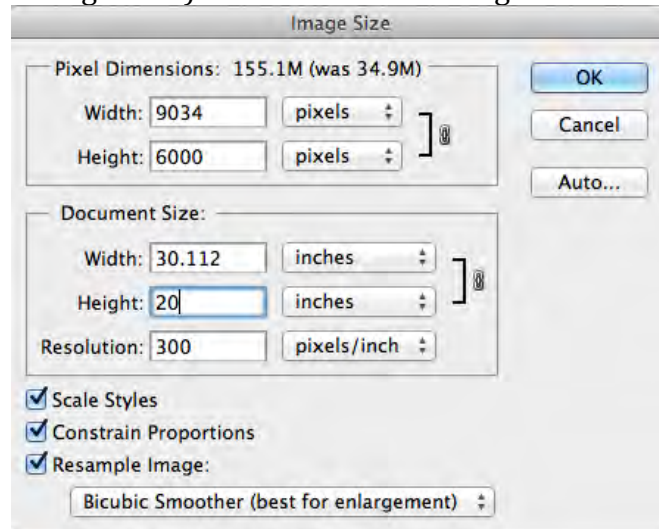 Image Size
Pixel Dimensions: 155.1M (was 34.9M)
OK
Width: 9034 pixels
Cancel
Height: 6000 pixels
Auto...
Document Size:
Width: 30.112 inches
Height: 20 inches
Resolution: 300 pixels/inch
Scale Styles
Constrain Proportions
Resample Image:
Bicubic Smoother (best for enlargement)